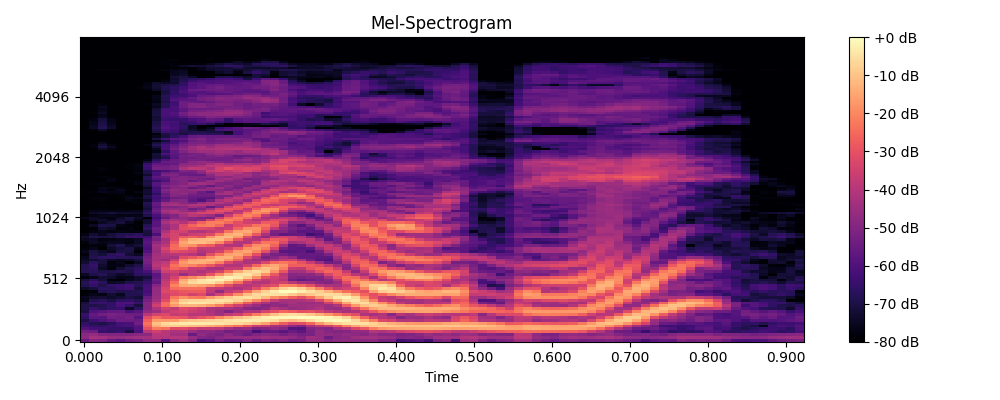 Mel-Spectrogram
Hz
4096
2048
1024
512
0
0.000 0.100 0.200 0.300 0.400 0.500 0.600 0.700 0.800 0.900
Time
+0 dB
-10 dB
-20 dB
-30 dB
-40 dB
-50 dB
-60 dB
-70 dB
-80 dB